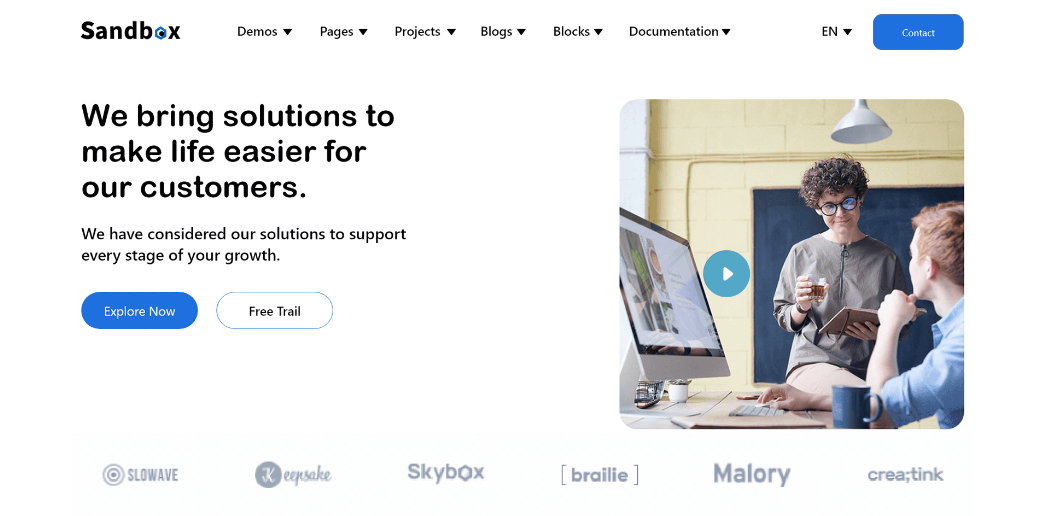 Sandbox
Demos Pages Projects Blogs Blocks Documentation EN Contact
We bring solutions to
make life easier for
our customers.
We have considered our solutions to support
every stage of your growth.
Explore Now Free Trail
SLOWAVE Keepsake Skybox [brailie] Malory crea;tink